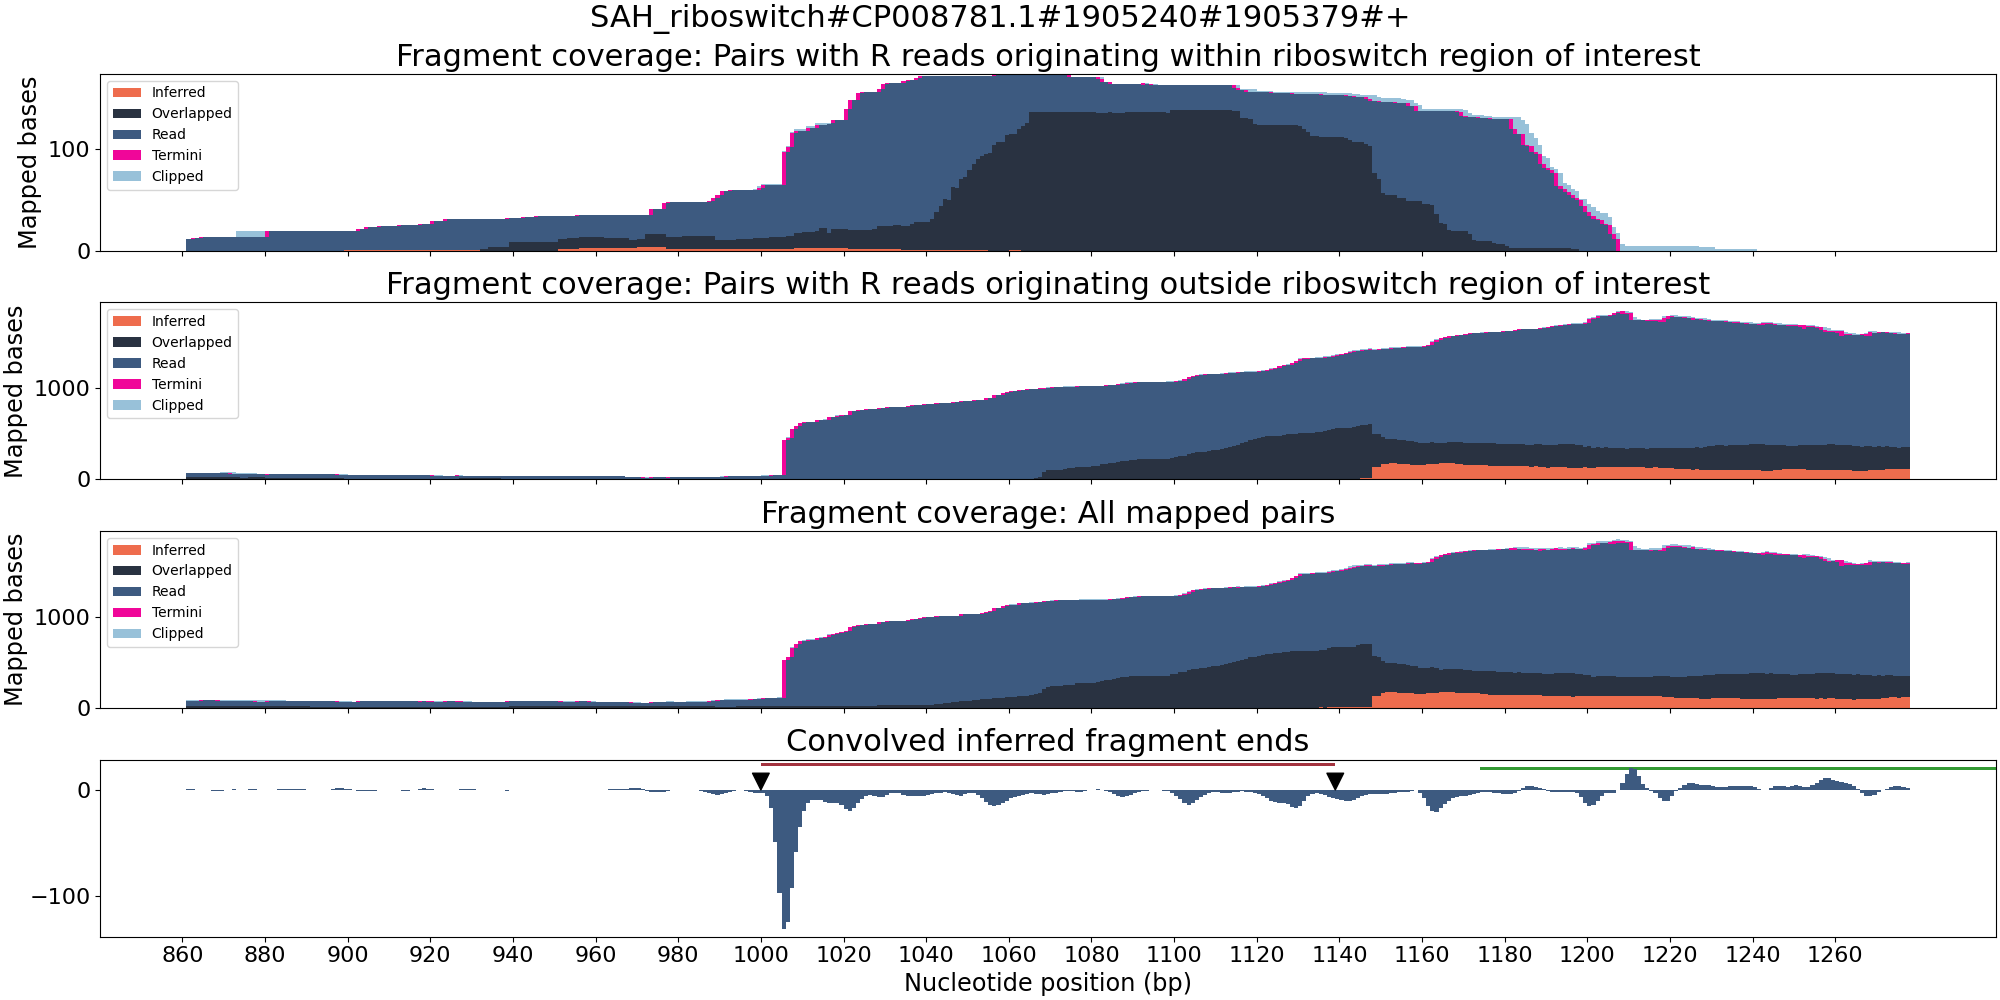 SAH_riboswitch#CP008781.1#1905240#1905379#+
Fragment coverage: Pairs with R reads originating within riboswitch region of interest
Mapped bases
100
0
Inferred
Overlapped
Read
Termini
Clipped
Fragment coverage: Pairs with R reads originating outside riboswitch region of interest
Mapped bases
1000
0
Inferred
Overlapped
Read
Termini
Clipped
Fragment coverage: All mapped pairs
Mapped bases
1000
0
Inferred
Overlapped
Read
Termini
Clipped
Convolved inferred fragment ends
0
−100
860 880 900 920 940 960 980 1000 1020 1040 1060 1080 1100 1120 1140 1160 1180 1200 1220 1240 1260
Nucleotide position (bp)